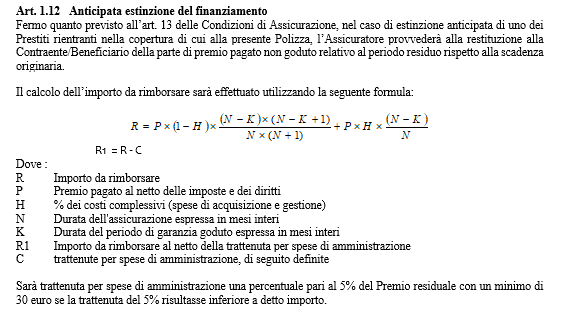 Art. 1.12 Anticipata estinzione del finanziamento
Fermo quanto previsto all'art. 13 delle Condizioni di Assicurazione, nel caso di estinzione anticipata di uno dei
Prestiti rientranti nella copertura di cui alla presente Polizza, l'Assicuratore provvederà alla restituzione alla
Contraente/Beneficiario della parte di premio pagato non goduto relativo al periodo residuo rispetto alla scadenza
originaria.
Il calcolo dell'importo da rimborsare sarà effettuato utilizzando la seguente formula:
R = P × (1 – H ) × (N – K) × (N – K + 1) / N × (N + 1) + P × H × (N – K) / N
R1 = R - C
Dove :
R Importo da rimborsare
P Premio pagato al netto delle imposte e dei diritti
H % dei costi complessivi (spese di acquisizione e gestione)
N Durata dell'assicurazione espressa in mesi interi
K Durata del periodo di garanzia goduto espressa in mesi interi
R1 Importo da rimborsare al netto della trattenuta per spese di amministrazione
C trattenute per spese di amministrazione, di seguito definite
Sarà trattenuta per spese di amministrazione una percentuale pari al 5% del Premio residuale con un minimo di
30 euro se la trattenuta del 5% risultasse inferiore a detto importo.